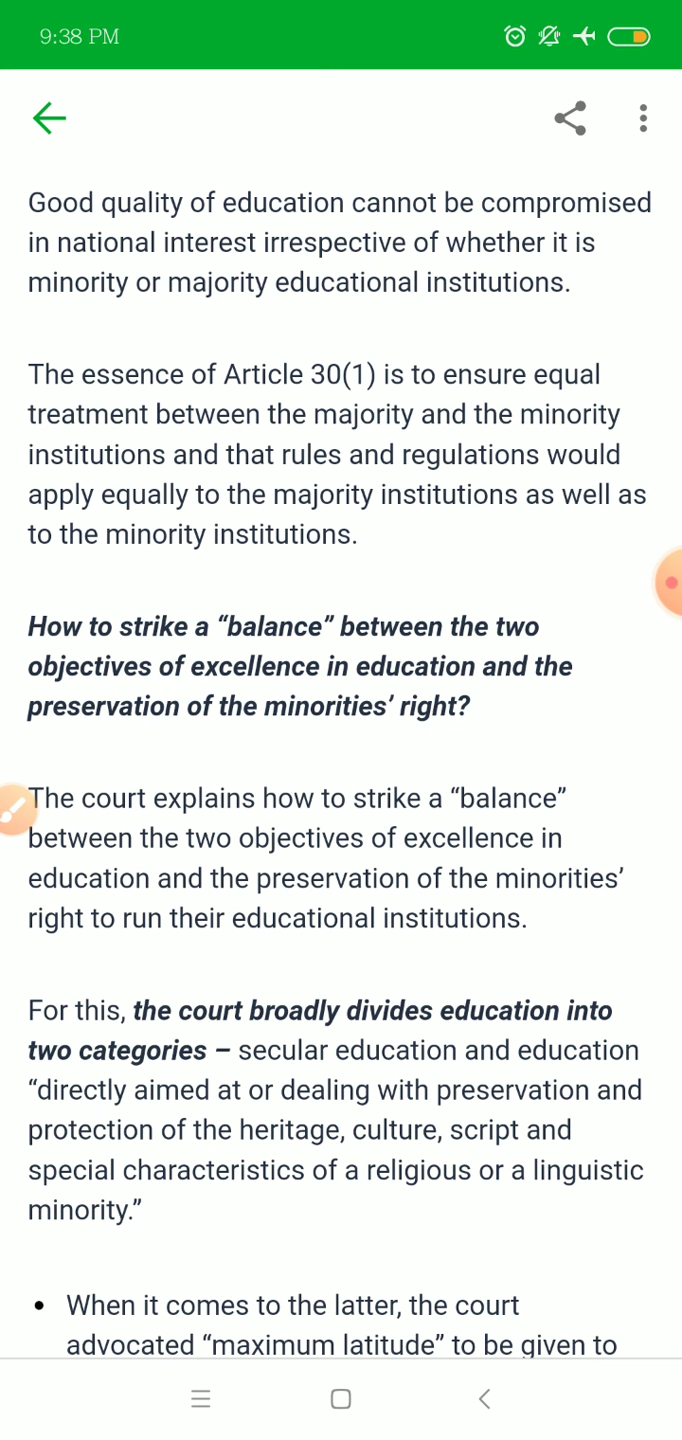 9:38 PM
Good quality of education cannot be compromised
in national interest irrespective of whether it is
minority or majority educational institutions.
The essence of Article 30(1) is to ensure equal
treatment between the majority and the minority
institutions and that rules and regulations would
apply equally to the majority institutions as well as
to the minority institutions.
How to strike a “balance” between the two
objectives of excellence in education and the
preservation of the minorities’ right?
The court explains how to strike a “balance”
between the two objectives of excellence in
education and the preservation of the minorities’
right to run their educational institutions.
For this, the court broadly divides education into
two categories – secular education and education
“directly aimed at or dealing with preservation and
protection of the heritage, culture, script and
special characteristics of a religious or a linguistic
minority.”
• When it comes to the latter, the court
advocated “maximum latitude” to be given to